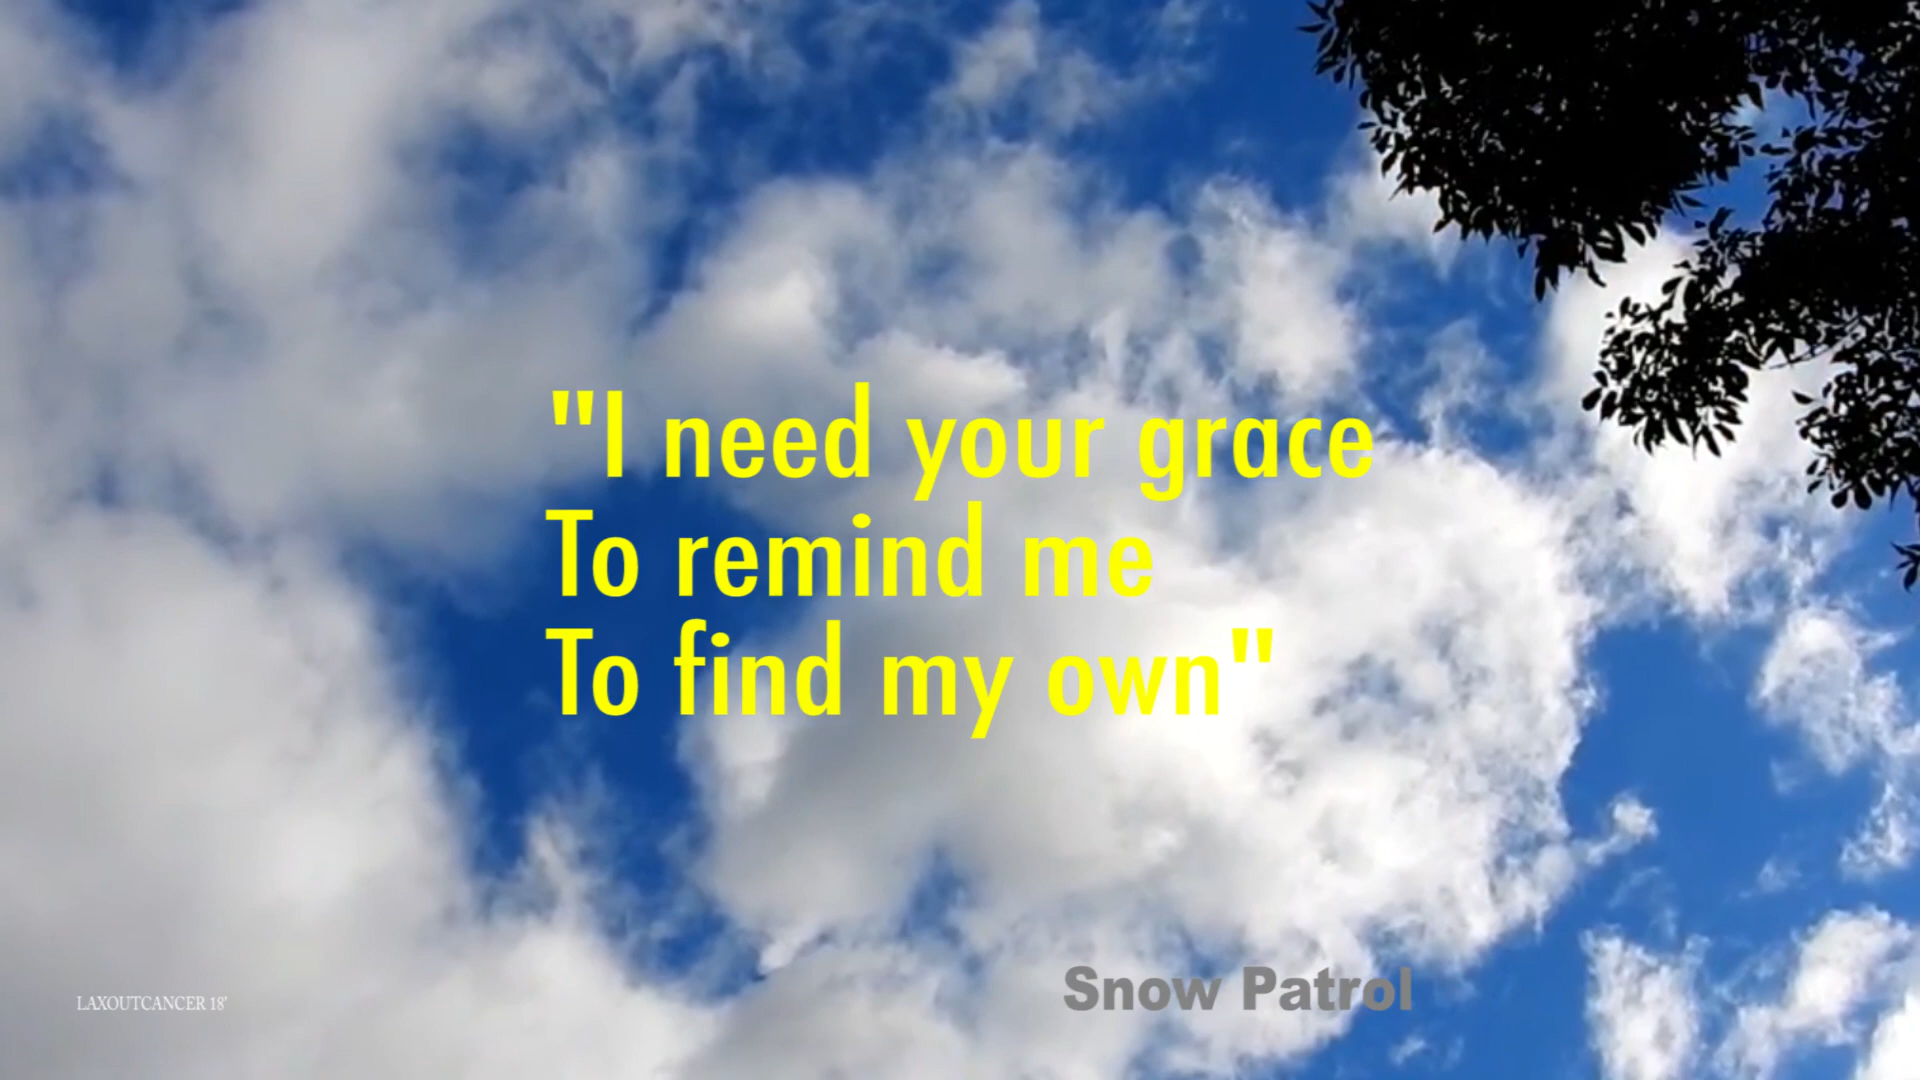 "I need your grace
To remind me
To find my own"
Snow Patrol
LAXOUTCANCER 18'